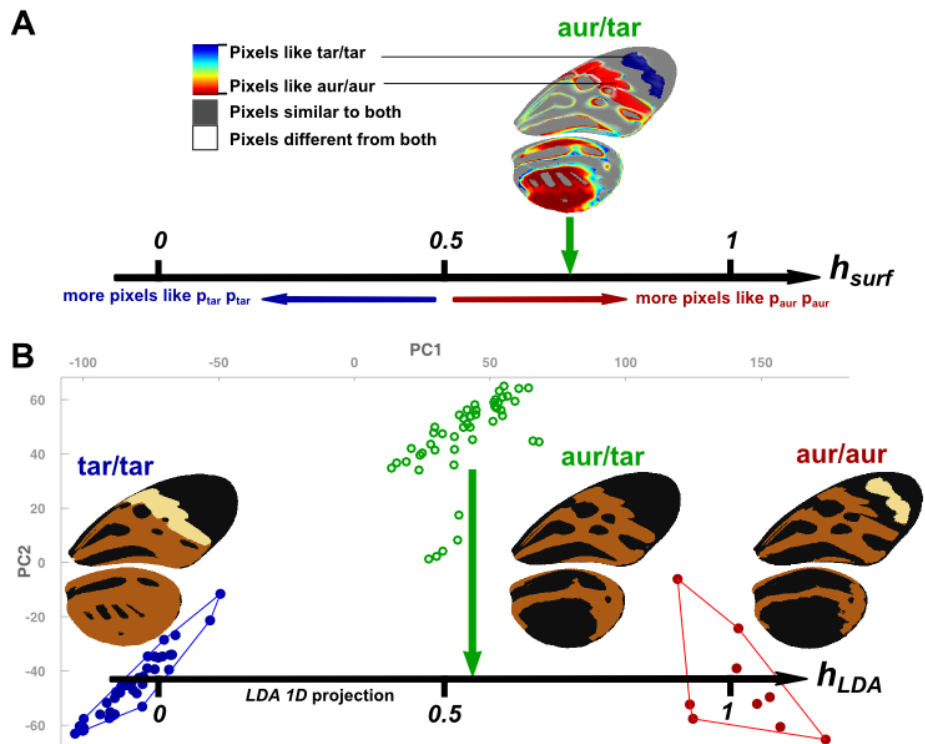 A
aur/tar
Pixels like tar/tar
Pixels like aur/aur
Pixels similar to both
Pixels different from both
0 0.5 1
h_surf
more pixels like p_tar p_tar
more pixels like p_aur p_aur
B
PC1
-100 -50 0 50 100 150
60
40
20
0
-20
-40
-60
PC2
tar/tar
aur/tar
aur/aur
LDA 1D projection
h_LDA
0 0.5 1